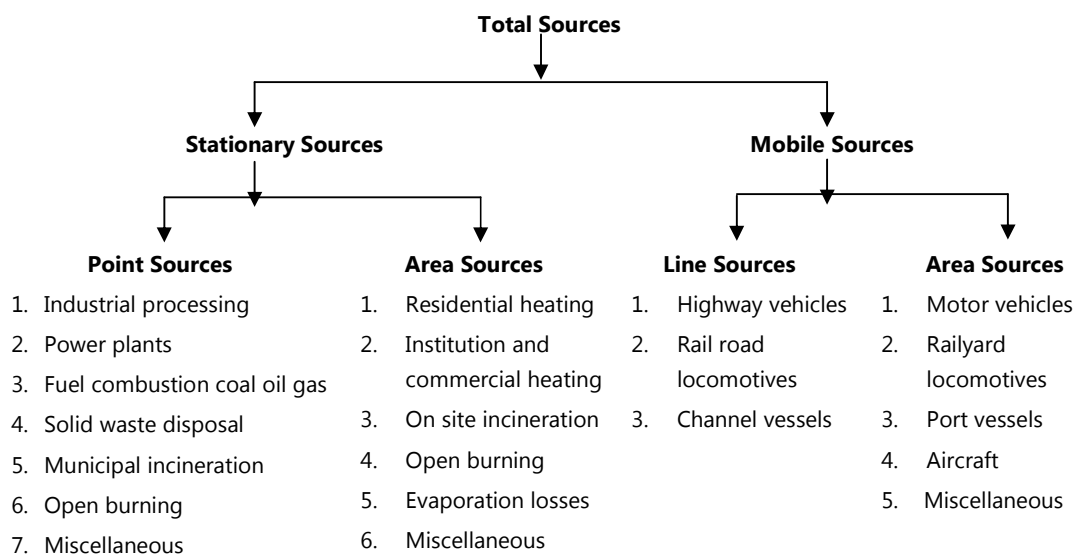 Total Sources
Stationary Sources
Mobile Sources
Point Sources
1. Industrial processing
2. Power plants
3. Fuel combustion coal oil gas
4. Solid waste disposal
5. Municipal incineration
6. Open burning
7. Miscellaneous
Area Sources
1. Residential heating
2. Institution and
commercial heating
3. On site incineration
4. Open burning
5. Evaporation losses
6. Miscellaneous
Line Sources
1. Highway vehicles
2. Rail road
locomotives
3. Channel vessels
Area Sources
1. Motor vehicles
2. Railyard
locomotives
3. Port vessels
4. Aircraft
5. Miscellaneous